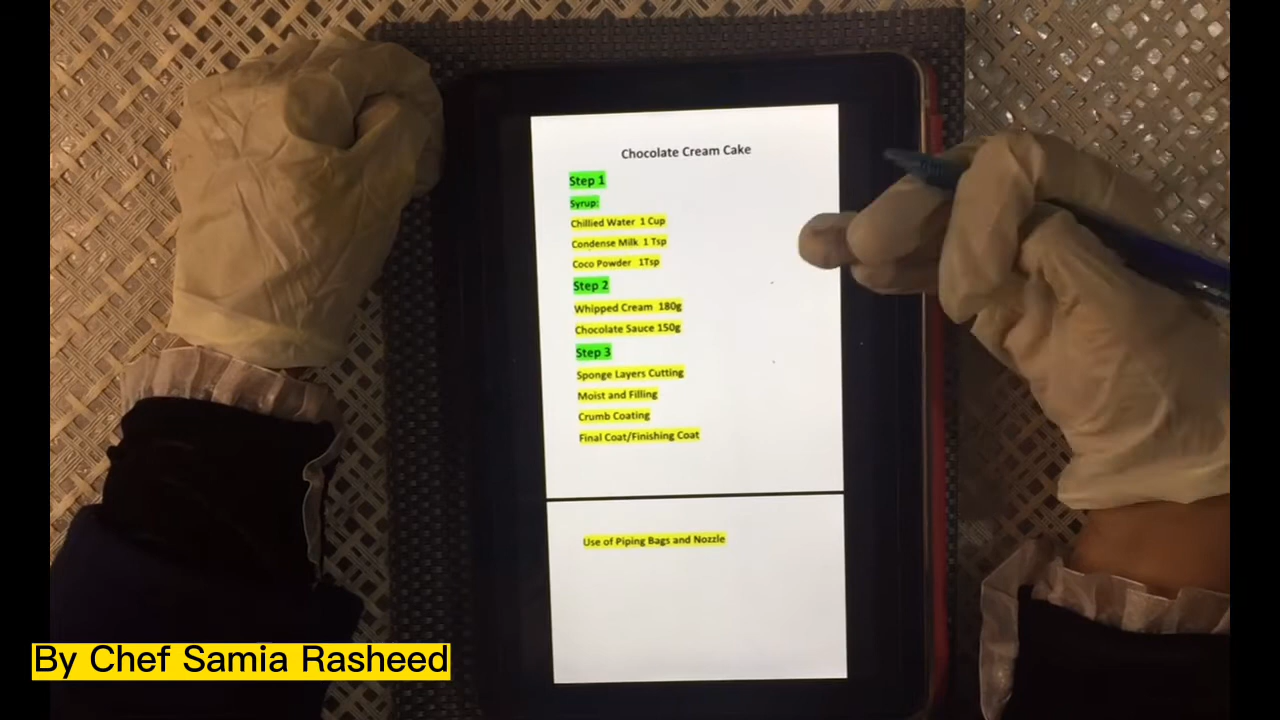 Chocolate Cream Cake
Step 1
Syrup:
Chillied Water 1 Cup
Condense Milk 1 Tsp
Coco Powder 1Tsp
Step 2
Whipped Cream 180g
Chocolate Sauce 150g
Step 3
Sponge Layers Cutting
Moist and Filling
Crumb Coating
Final Coat/Finishing Coat
Use of Piping Bags and Nozzle
By Chef Samia Rasheed